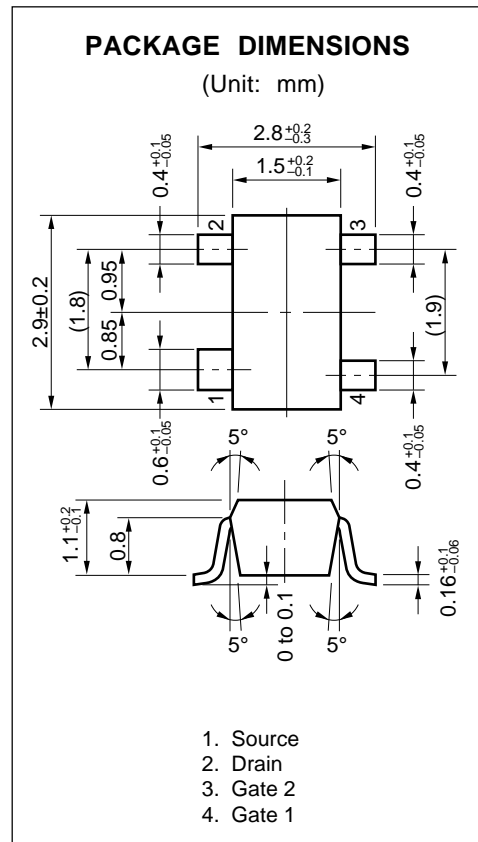 PACKAGE DIMENSIONS
(Unit: mm)
2.8 +0.2 −0.3
1.5 +0.2 −0.1
0.4 +0.1 −0.05
0.4 +0.1 −0.05
2
3
2.9±0.2
(1.8)
0.95
0.85
(1.9)
1
4
0.6 +0.1 −0.05
0.4 +0.1 −0.05
5°
5°
1.1 +0.2 −0.1
0.8
0 to 0.1
0.16 +0.1 −0.06
5°
5°
1. Source
2. Drain
3. Gate 2
4. Gate 1